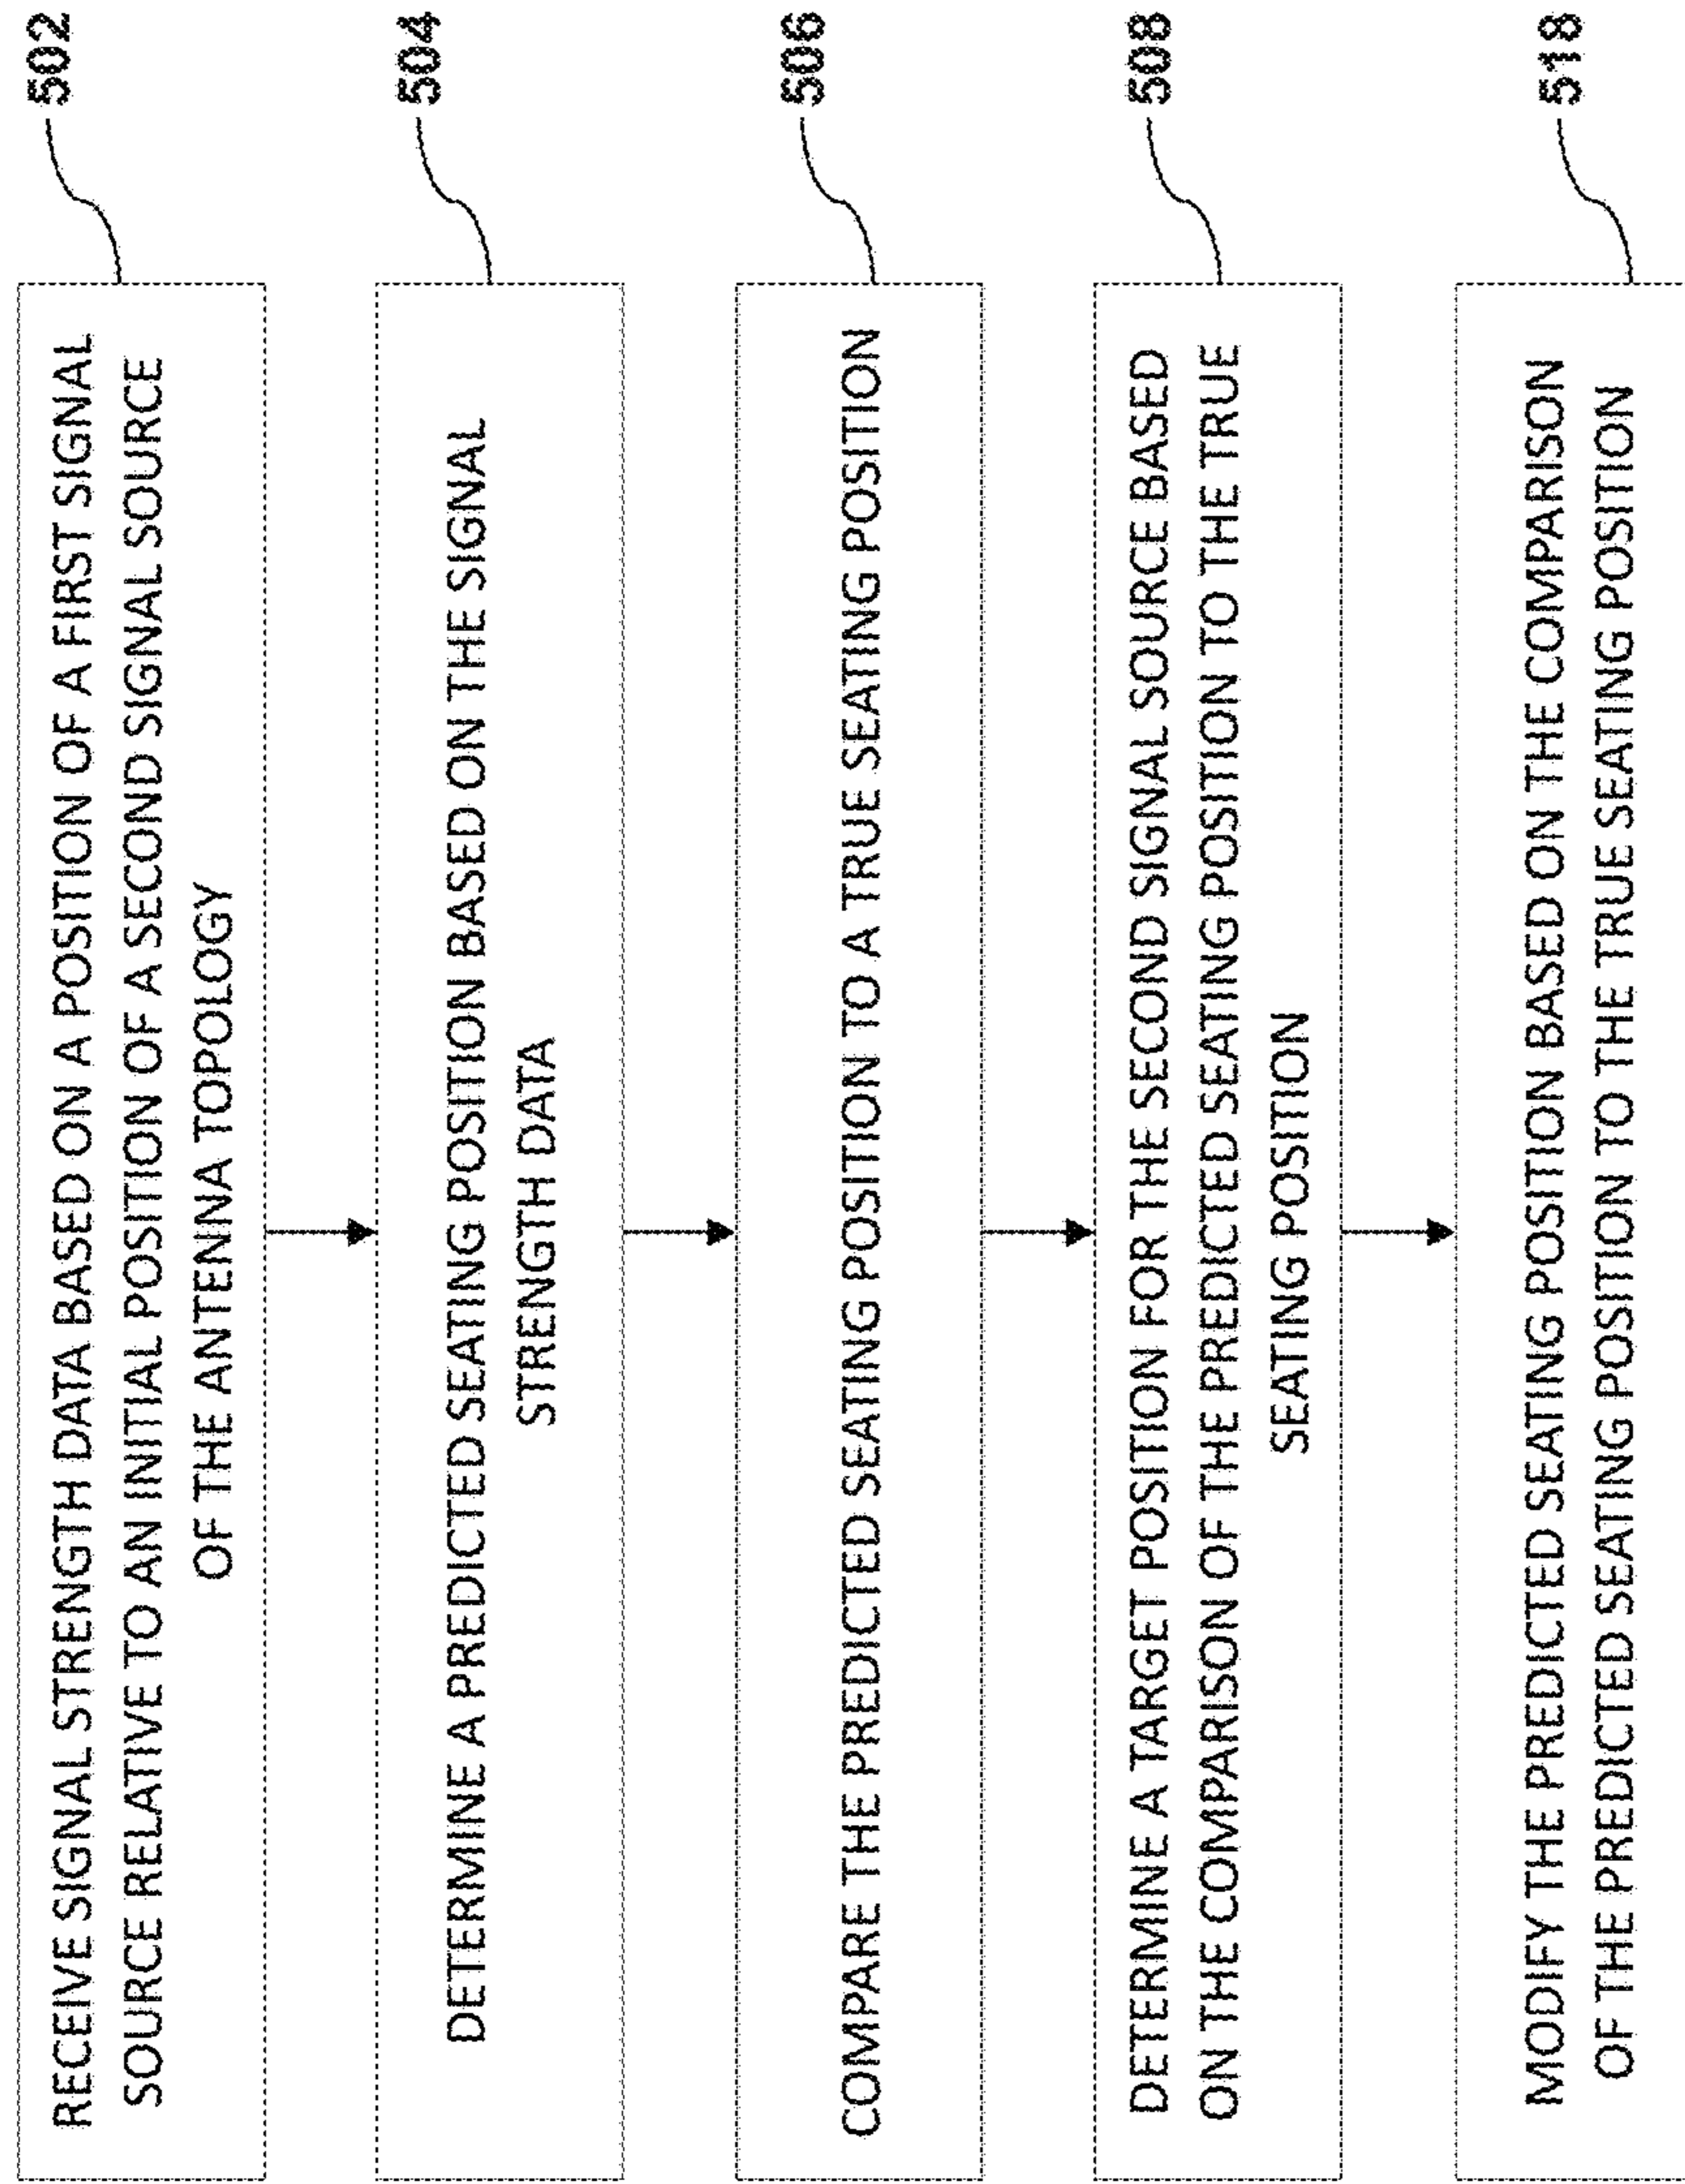 RECEIVE SIGNAL STRENGTH DATA BASED ON A POSITION OF A FIRST SIGNAL
SOURCE RELATIVE TO AN INITIAL POSITION OF A SECOND SIGNAL SOURCE
OF THE ANTENNA TOPOLOGY
502
DETERMINE A PREDICTED SEATING POSITION BASED ON THE SIGNAL
STRENGTH DATA
504
COMPARE THE PREDICTED SEATING POSITION TO A TRUE SEATING POSITION
506
DETERMINE A TARGET POSITION FOR THE SECOND SIGNAL SOURCE BASED
ON THE COMPARISON OF THE PREDICTED SEATING POSITION TO THE TRUE
SEATING POSITION
508
MODIFY THE PREDICTED SEATING POSITION BASED ON THE COMPARISON
OF THE PREDICTED SEATING POSITION TO THE TRUE SEATING POSITION
518